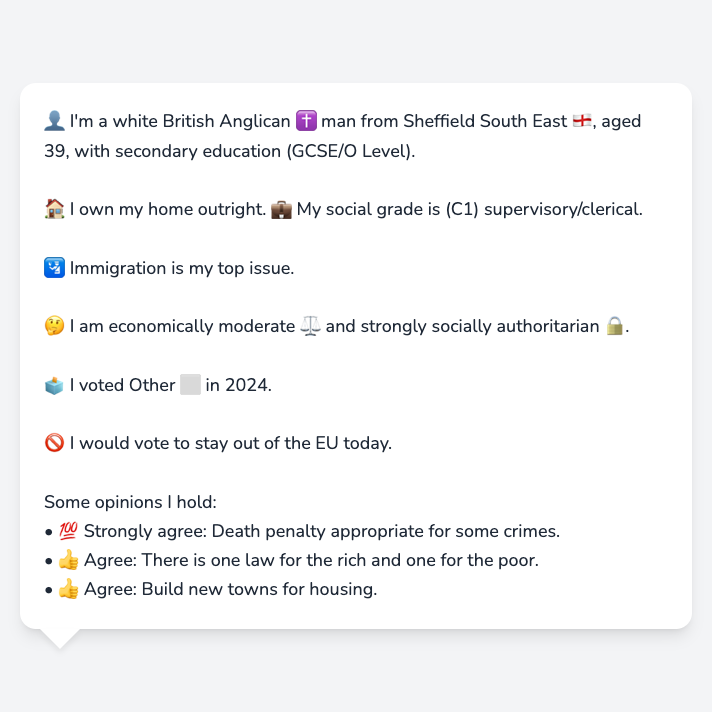 👤 I'm a white British Anglican ✝️ man from Sheffield South East 🏴󠁧󠁢󠁥󠁮󠁧󠁿, aged
39, with secondary education (GCSE/O Level).
🏠 I own my home outright. 💼 My social grade is (C1) supervisory/clerical.
🛂 Immigration is my top issue.
🤔 I am economically moderate ⚖️ and strongly socially authoritarian 🔒.
🗳️ I voted Other ⬜ in 2024.
🚫 I would vote to stay out of the EU today.
Some opinions I hold:
• 💯 Strongly agree: Death penalty appropriate for some crimes.
• 👍 Agree: There is one law for the rich and one for the poor.
• 👍 Agree: Build new towns for housing.